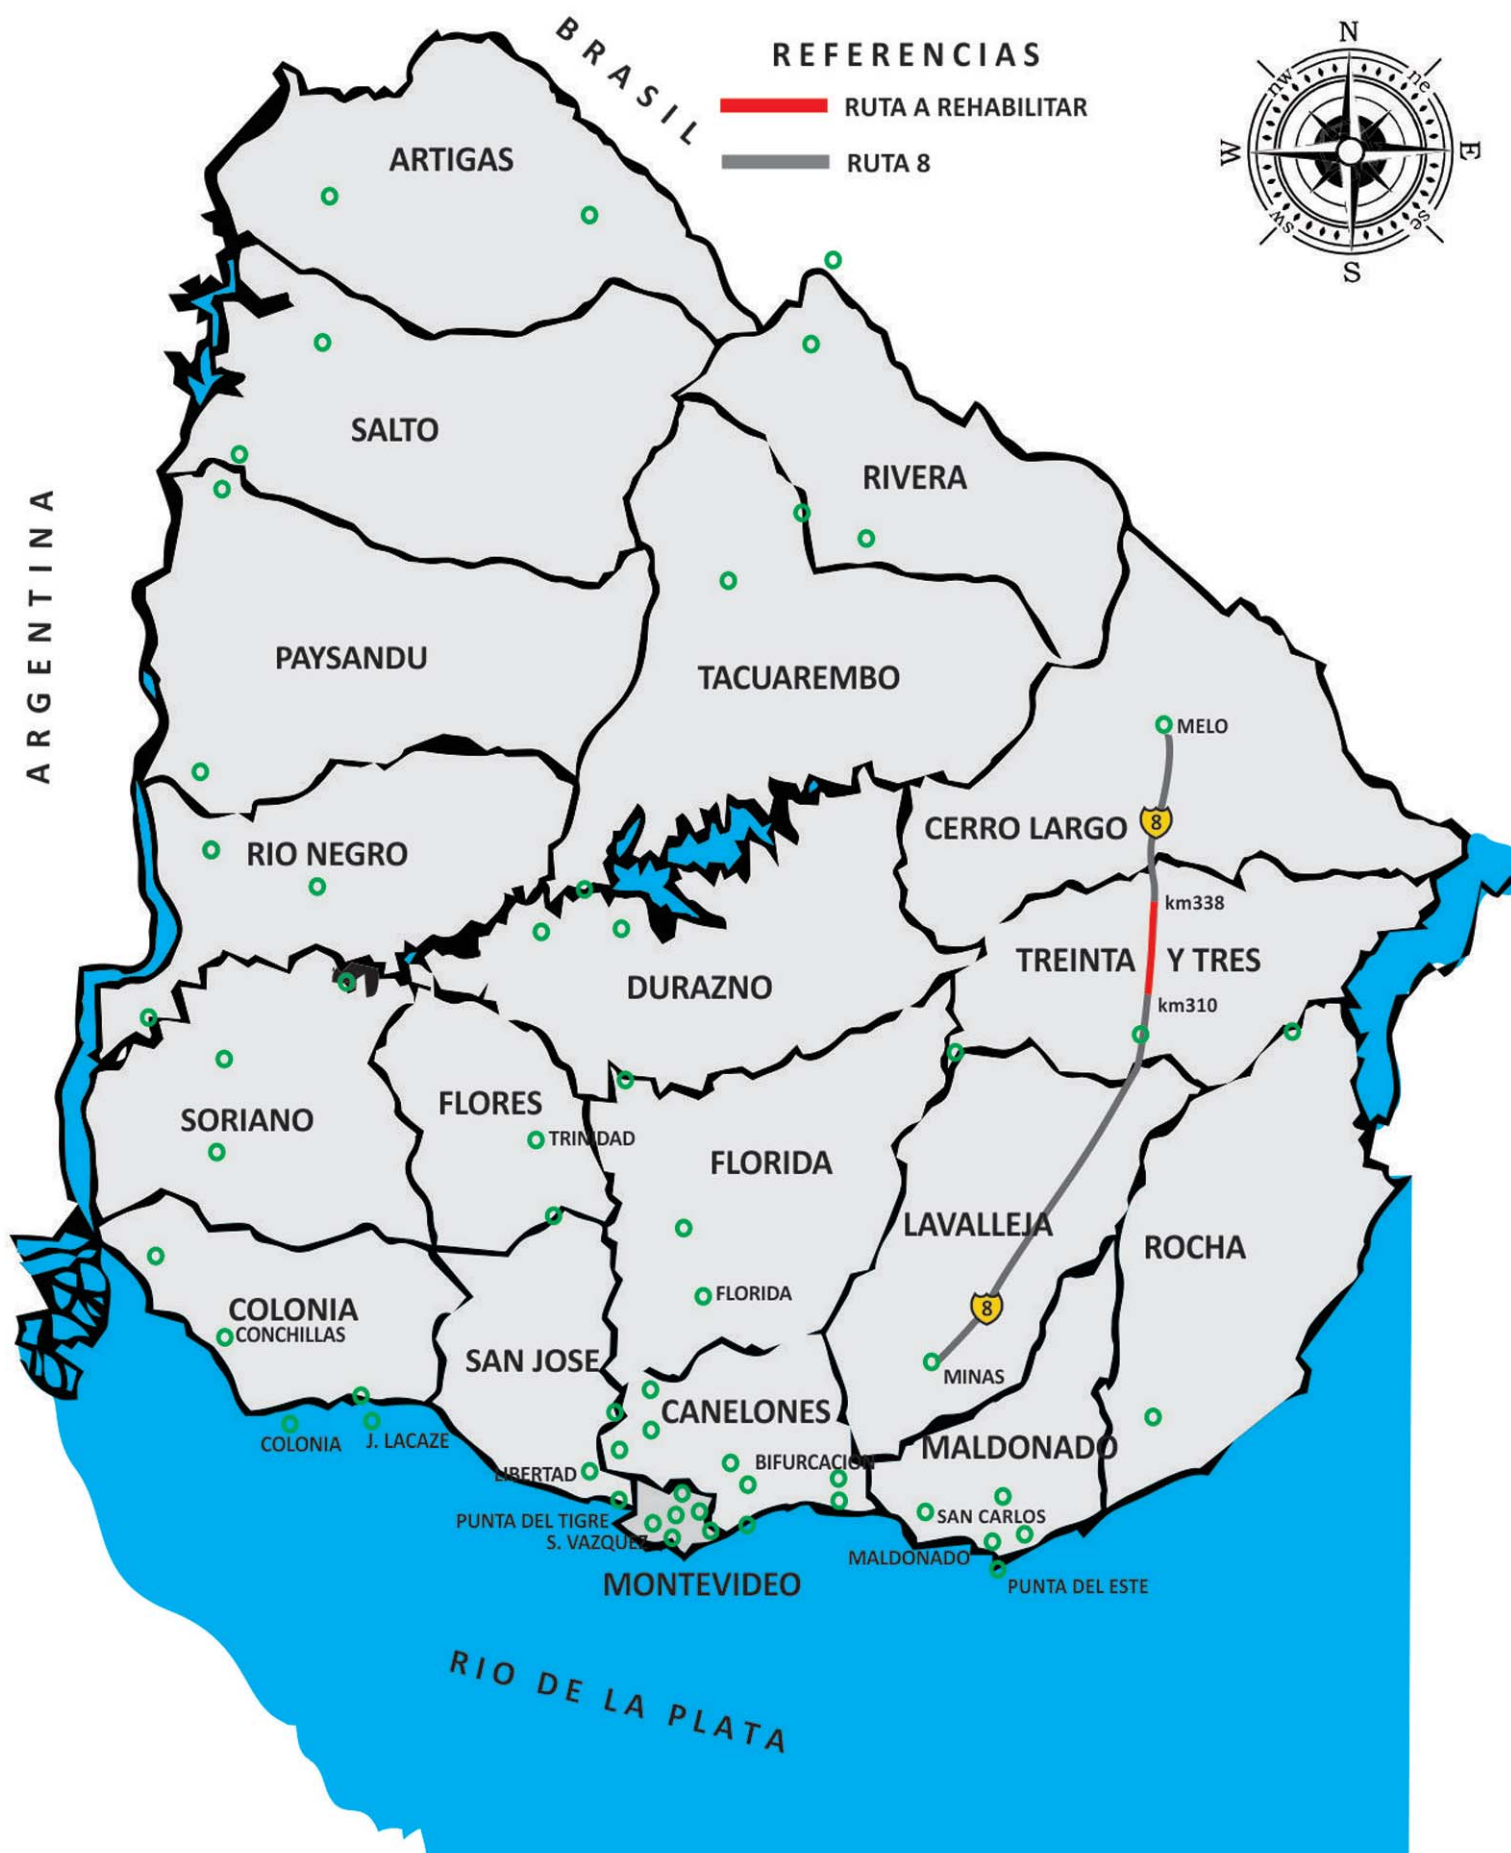 BRASIL
REFERENCIAS
RUTA A REHABILITAR
RUTA 8
N
ne
E
se
S
sw
W
nw
ARTIGAS
SALTO
RIVERA
ARGENTINA
PAYSANDU
TACUAREMBO
MELO
CERRO LARGO
8
RIO NEGRO
km338
TREINTA Y TRES
DURAZNO
km310
SORIANO
FLORES
TRINIDAD
FLORIDA
LAVALLEJA
ROCHA
FLORIDA
COLONIA
CONCHILLAS
8
SAN JOSE
MINAS
CANELONES
COLONIA
J. LACAZE
MALDONADO
LIBERTAD
BIFURCACION
PUNTA DEL TIGRE
SAN CARLOS
S. VAZQUEZ
MALDONADO
MONTEVIDEO
PUNTA DEL ESTE
RIO DE LA PLATA